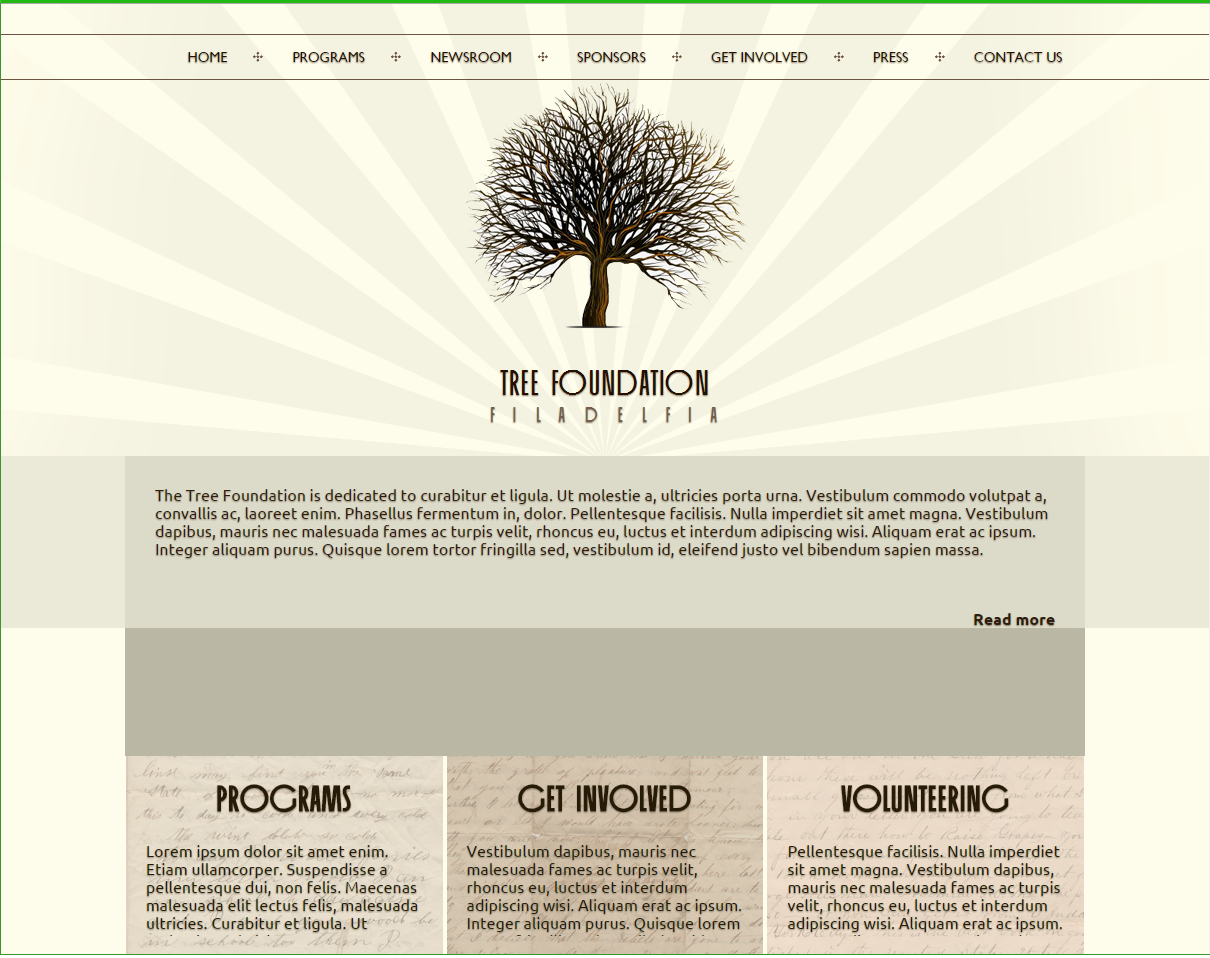 HOME PROGRAMS NEWSROOM SPONSORS GET INVOLVED PRESS CONTACT US
TREE FOUNDATION
FILADELFIA
The Tree Foundation is dedicated to curabitur et ligula. Ut molestie a, ultricies porta urna. Vestibulum commodo volutpat a,
convallis ac, laoreet enim. Phasellus fermentum in, dolor. Pellentesque facilisis. Nulla imperdiet sit amet magna. Vestibulum
dapibus, mauris nec malesuada fames ac turpis velit, rhoncus eu, luctus et interdum adipiscing wisi. Aliquam erat ac ipsum.
Integer aliquam purus. Quisque lorem tortor fringilla sed, vestibulum id, eleifend justo vel bibendum sapien massa.
Read more
PROGRAMS
Lorem ipsum dolor sit amet enim.
Etiam ullamcorper. Suspendisse a
pellentesque dui, non felis. Maecenas
malesuada elit lectus felis, malesuada
ultricies. Curabitur et ligula. Ut
GET INVOLVED
Vestibulum dapibus, mauris nec
malesuada fames ac turpis velit,
rhoncus eu, luctus et interdum
adipiscing wisi. Aliquam erat ac ipsum.
Integer aliquam purus. Quisque lorem
VOLUNTEERING
Pellentesque facilisis. Nulla imperdiet
sit amet magna. Vestibulum dapibus,
mauris nec malesuada fames ac turpis
velit, rhoncus eu, luctus et interdum
adipiscing wisi. Aliquam erat ac ipsum.